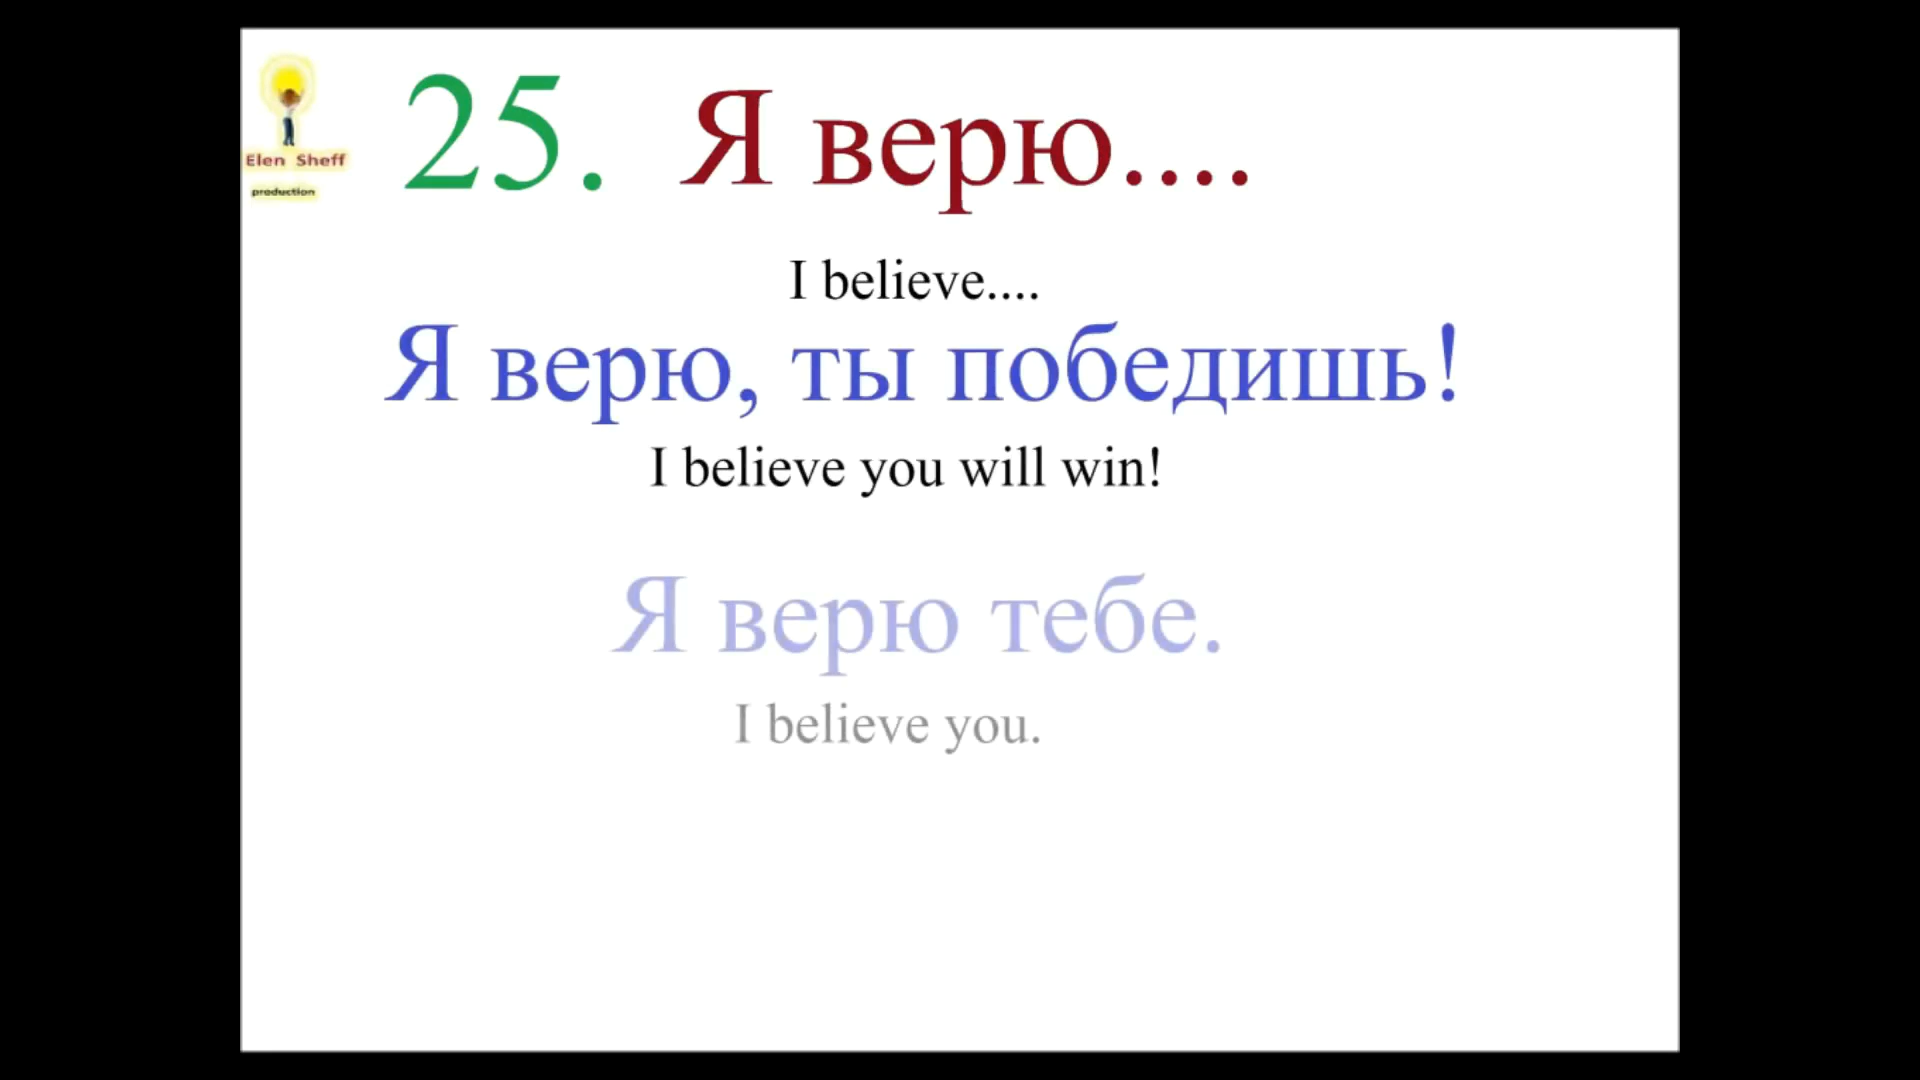 Elen Sheff
production
25. Я верю....
I believe....
Я верю, ты победишь!
I believe you will win!
Я верю тебе.
I believe you.